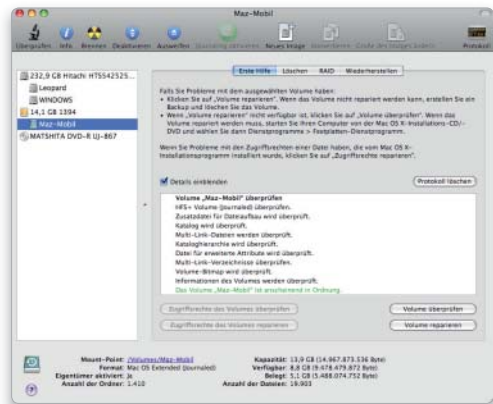 Maz-Mobil
Überprüfen Info Brennen Deaktivieren Auswerfen Journaling aktivieren Neues Image Konvertieren Größe des Images ändern Protokoll
232,9 GB Hitachi HTS542525...
Leopard
WINDOWS
14,1 GB 1394
Maz-Mobil
MATSHITA DVD-R UJ-867
Erste Hilfe Löschen RAID Wiederherstellen
Falls Sie Probleme mit dem ausgewählten Volume haben:
• Klicken Sie auf „Volume reparieren“. Wenn das Volume nicht repariert werden kann, erstellen Sie ein
Backup und löschen Sie das Volume.
• Wenn „Volume reparieren“ nicht verfügbar ist, klicken Sie auf „Volume überprüfen“. Wenn das
Volume repariert werden muss, starten Sie Ihren Computer von der Mac OS X-Installations-CD/-
DVD und wählen Sie dann Dienstprogramme > Festplatten-Dienstprogramm.
Wenn Sie Probleme mit den Zugriffsrechten einer Datei haben, die vom Mac OS X-
Installationsprogramm installiert wurde, klicken Sie auf „Zugriffsrechte reparieren“.
Details einblenden
Protokoll löschen
Volume „Maz-Mobil“ überprüfen
HFS+ Volume (Journaled) überprüfen.
Zusatzdatei für Dateiaufbau wird überprüft.
Katalog wird überprüft.
Multi-Link-Dateien werden überprüft.
Kataloghierarchie wird überprüft.
Datei für erweiterte Attribute wird überprüft.
Multi-Link-Verzeichnisse überprüfen.
Volume-Bitmap wird überprüft.
Informationen des Volumes werden überprüft.
Das Volume „Maz-Mobil“ ist anscheinend in Ordnung.
Zugriffsrechte des Volumes überprüfen
Volume überprüfen
Zugriffsrechte des Volumes reparieren
Volume reparieren
Mount-Point: /Volumes/Maz-Mobil
Format: Mac OS Extended (Journaled)
Eigentümer aktiviert: Ja
Anzahl der Ordner: 1.410
Kapazität: 13,9 GB (14.967.873.536 Byte)
Verfügbar: 8,8 GB (9.478.479.872 Byte)
Belegt: 5,1 GB (5.488.074.752 Byte)
Anzahl der Dateien: 19.903